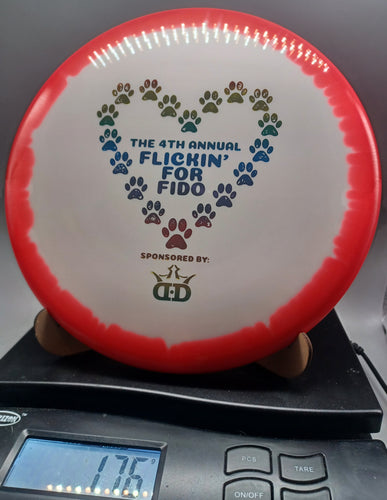 THE 4TH ANNUAL
FLICKIN'
FOR
FIDO
SPONSORED BY:
D·D
176
PCS
TARE
ON/OFF